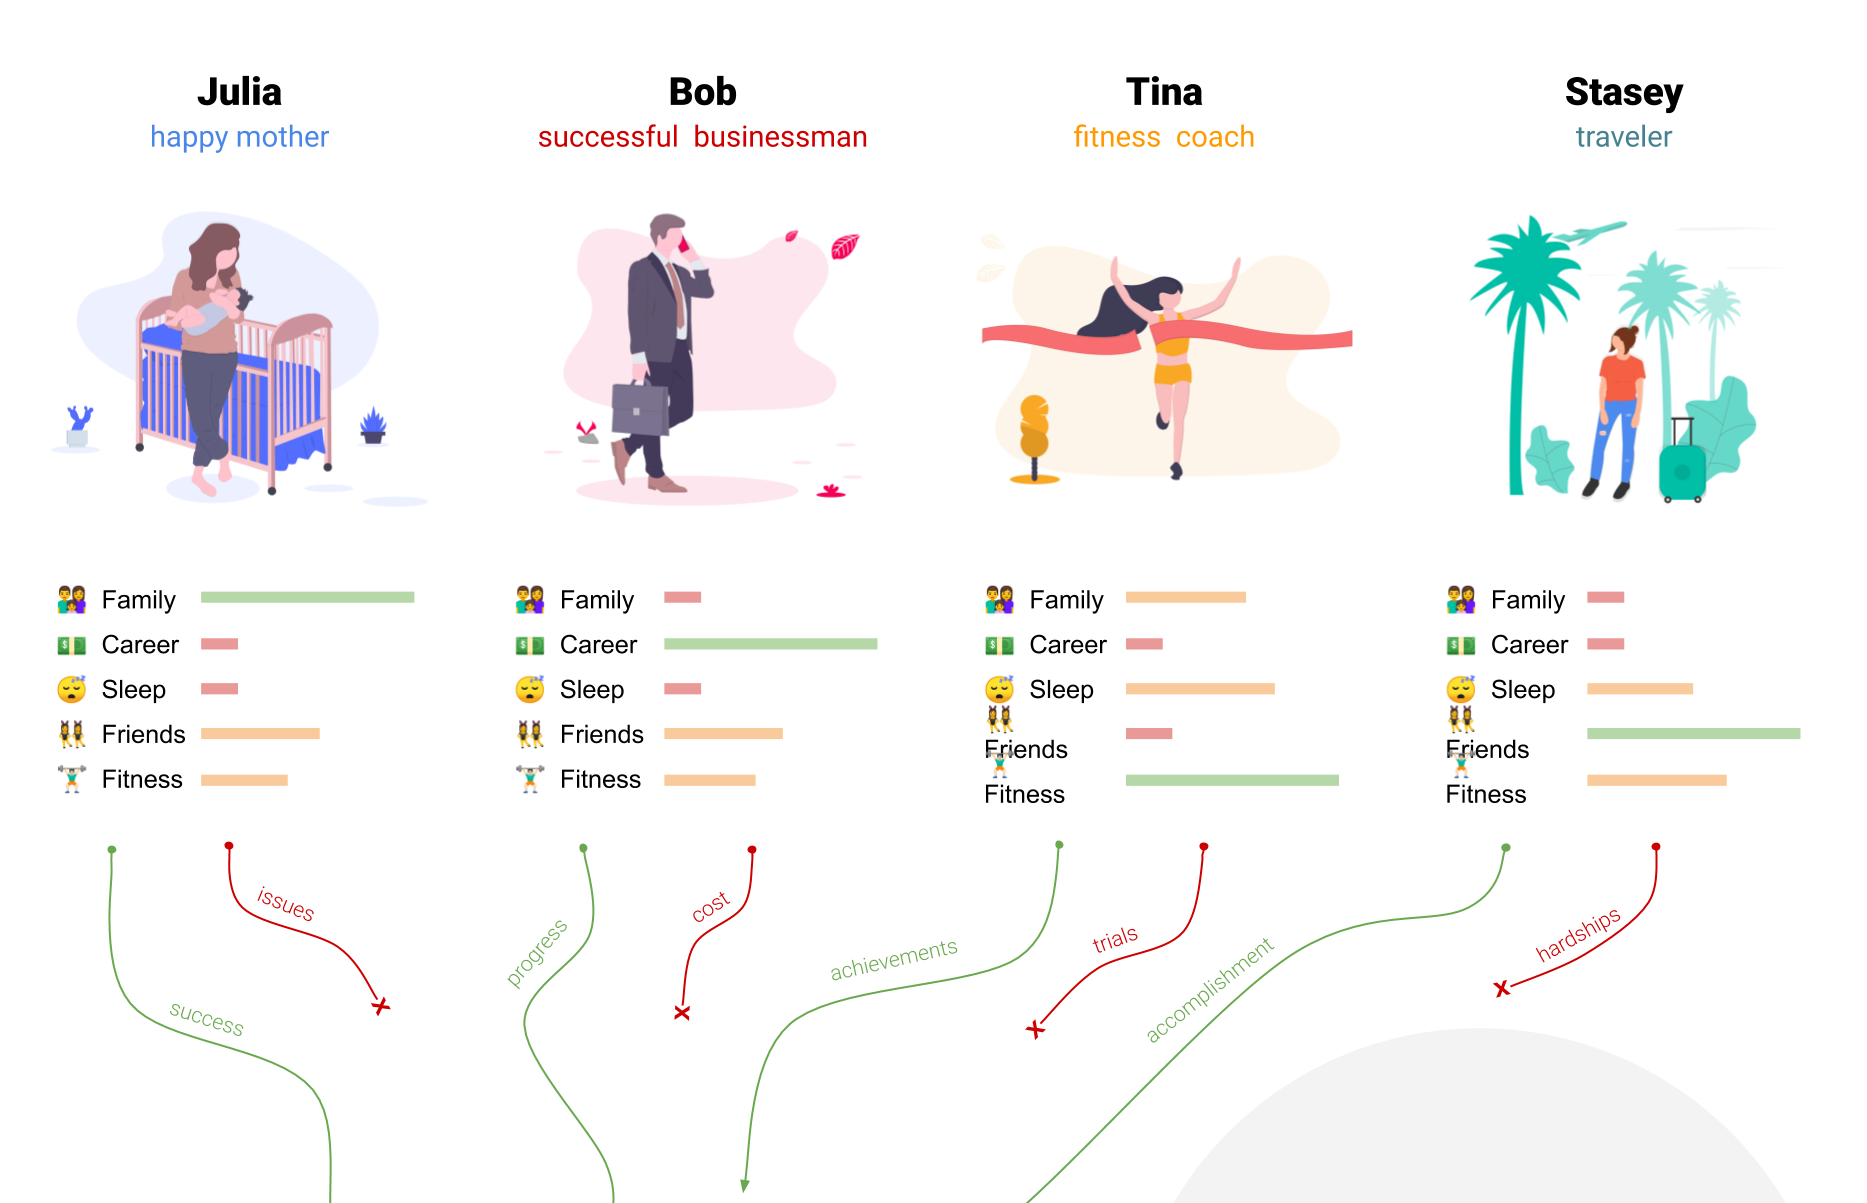 Julia
happy mother
Bob
successful businessman
Tina
fitness coach
Stasey
traveler
Family
Career
Sleep
Friends
Fitness
Family
Career
Sleep
Friends
Fitness
Family
Career
Sleep
Friends
Fitness
Family
Career
Sleep
Friends
Fitness
success
issues
progress
cost
achievements
trials
accomplishment
hardships